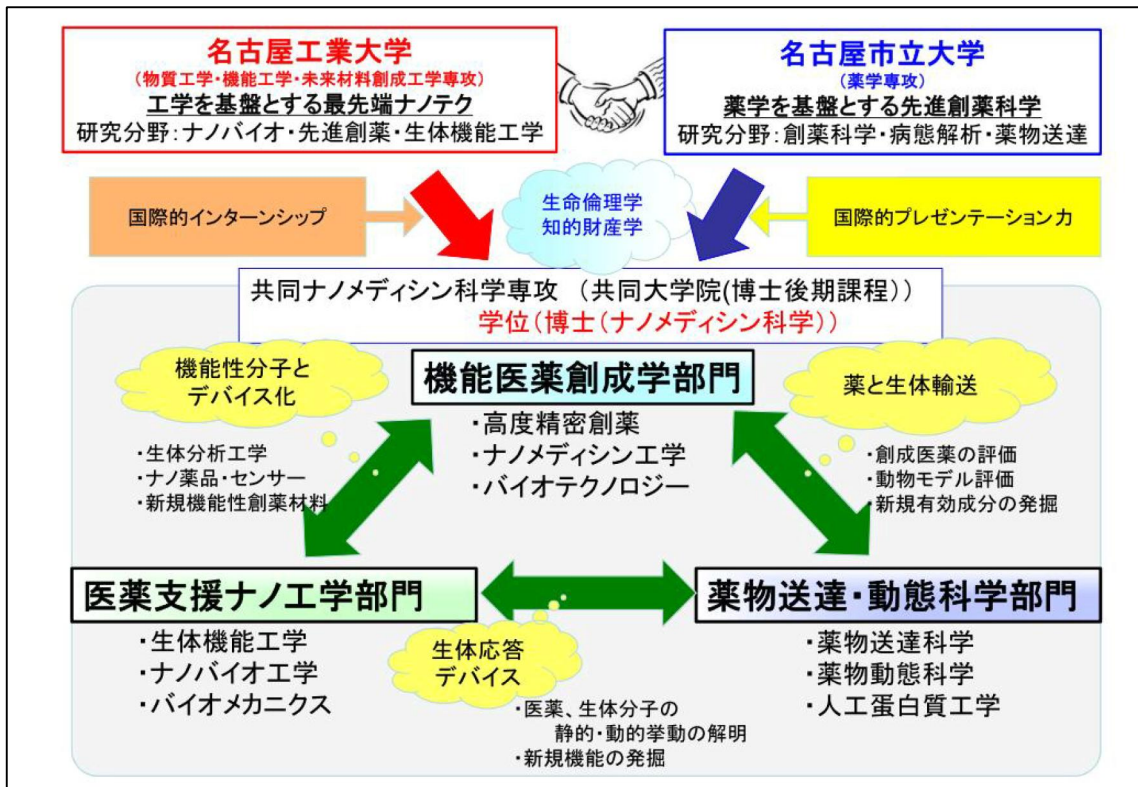 名古屋工業大学
(物質工学・機能工学・未来材料創成工学専攻)
工学を基盤とする最先端ナノテク
研究分野：ナノバイオ・先進創薬・生体機能工学
名古屋市立大学
(薬学専攻)
薬学を基盤とする先進創薬科学
研究分野：創薬科学・病態解析・薬物送達
国際的インターンシップ
生命倫理学
知的財産学
国際的プレゼンテーション力
共同ナノメディシン科学専攻 (共同大学院(博士後期課程))
学位(博士(ナノメディシン科学))
機能性分子と
デバイス化
・生体分析工学
・ナノ薬品・センサー
・新規機能性創薬材料
機能医薬創成学部門
・高度精密創薬
・ナノメディシン工学
・バイオテクノロジー
薬と生体輸送
・創成医薬の評価
・動物モデル評価
・新規有効成分の発掘
医薬支援ナノ工学部門
・生体機能工学
・ナノバイオ工学
・バイオメカニクス
生体応答
デバイス
・医薬、生体分子の
静的・動的挙動の解明
・新規機能の発掘
薬物送達・動態科学部門
・薬物送達科学
・薬物動態科学
・人工蛋白質工学